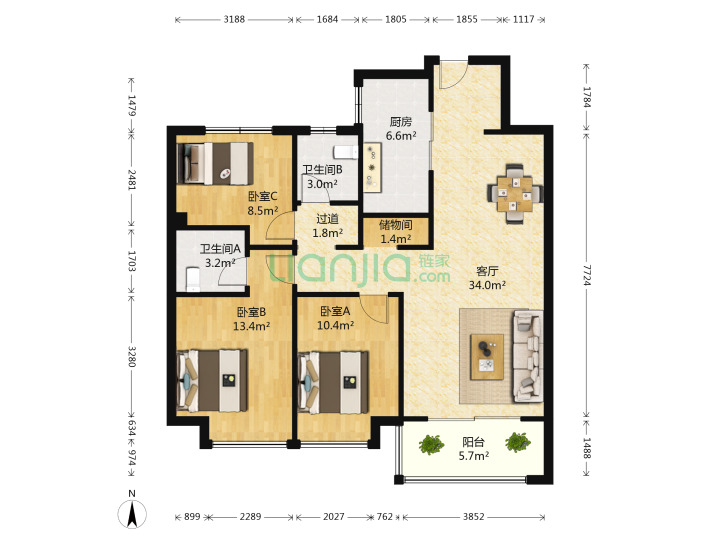 3188 1684 1805 1855 1117
1479
2481
1703
3280
634
974
1784
7724
1488
厨房
6.6m²
卫生间B
3.0m²
卧室C
8.5m²
过道
1.8m²
储物间
1.4m²
卫生间A
3.2m²
客厅
34.0m²
lianjia 链家
.com
卧室B
13.4m²
卧室A
10.4m²
阳台
5.7m²
N
899 2289 2027 762 3852